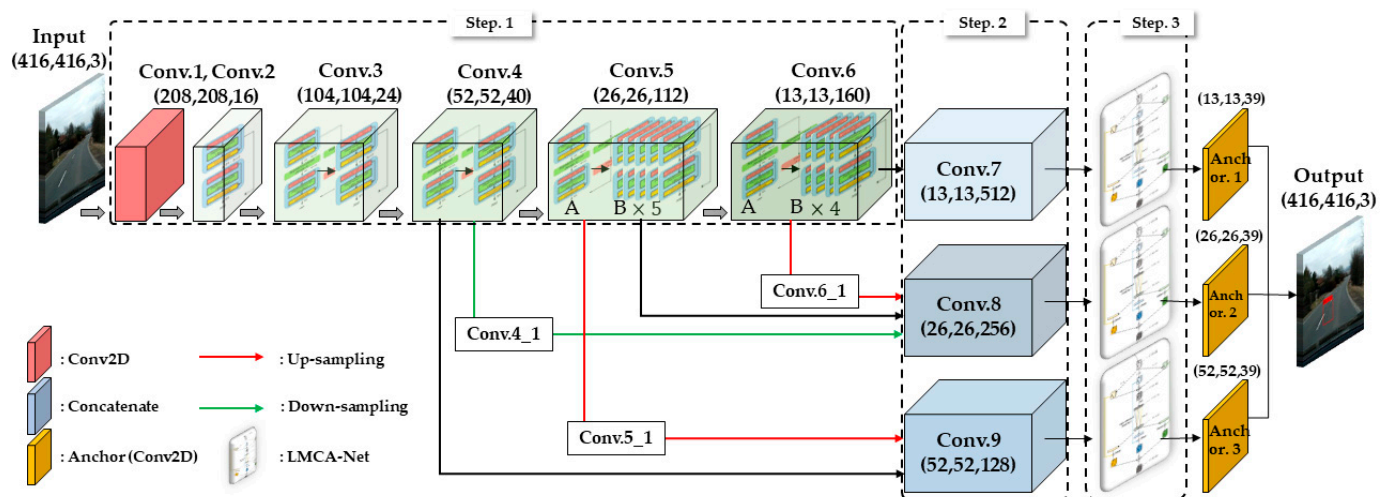 Step. 1
Step. 2
Step. 3
Input
(416,416,3)
Conv.1, Conv.2
(208,208,16)
Conv.3
(104,104,24)
Conv.4
(52,52,40)
Conv.5
(26,26,112)
Conv.6
(13,13,160)
A
B × 5
A
B × 4
Conv.7
(13,13,512)
(13,13,39)
Anch
or. 1
Output
(416,416,3)
Conv.6_1
Conv.8
(26,26,256)
(26,26,39)
Anch
or. 2
Conv.4_1
Conv.5_1
Conv.9
(52,52,128)
(52,52,39)
Anch
or. 3
: Conv2D
: Up-sampling
: Concatenate
: Down-sampling
: Anchor (Conv2D)
: LMCA-Net